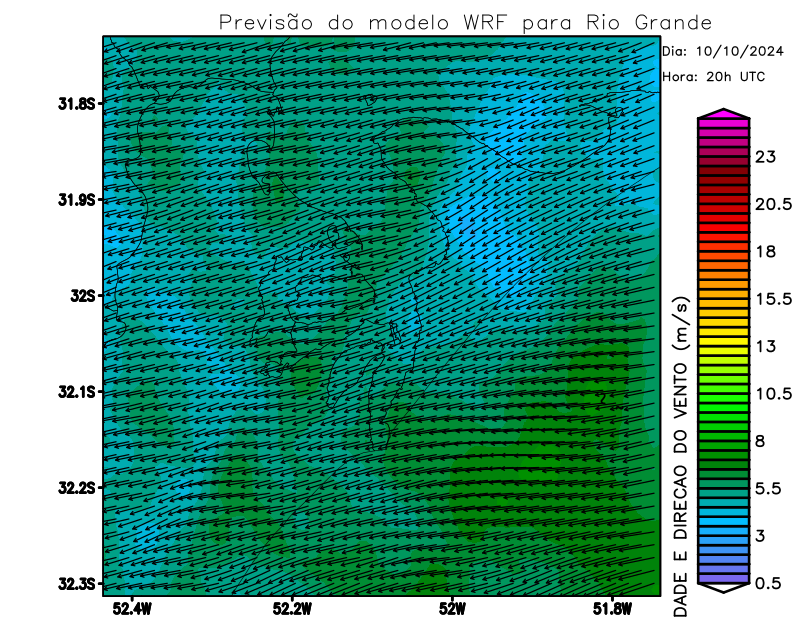 Previsão do modelo WRF para Rio Grande
Dia: 10/10/2024
Hora: 20h UTC
31.8S
31.9S
32S
32.1S
32.2S
32.3S
52.4W
52.2W
52W
51.8W
2
23
20.5
18
15.5
13
10.5
8
5.5
3
0.5
DADE E DIRECAO DO VENTO (m/s)